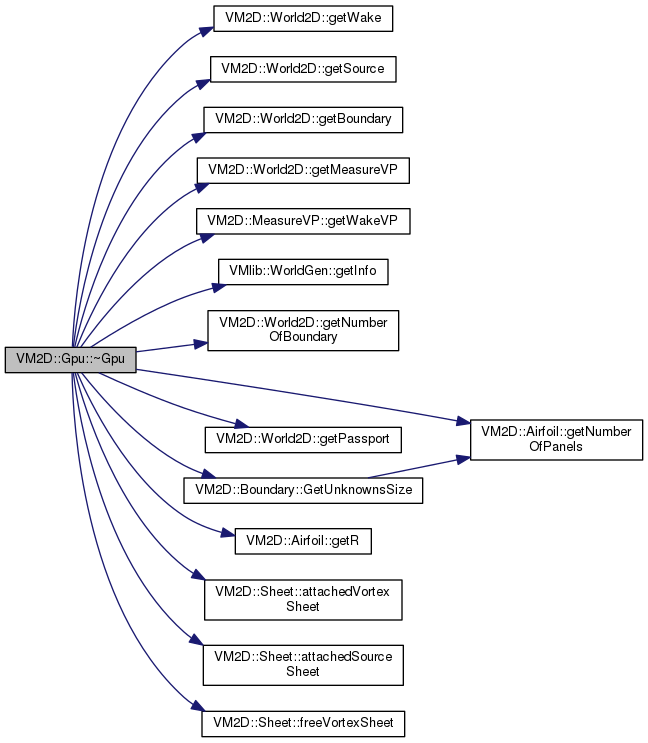 VM2D::World2D::getWake
VM2D::World2D::getSource
VM2D::World2D::getBoundary
VM2D::World2D::getMeasureVP
VM2D::MeasureVP::getWakeVP
VMlib::WorldGen::getInfo
VM2D::World2D::getNumber
OfBoundary
VM2D::Gpu::~Gpu
VM2D::World2D::getPassport
VM2D::Airfoil::getNumber
OfPanels
VM2D::Boundary::GetUnknownsSize
VM2D::Airfoil::getR
VM2D::Sheet::attachedVortex
Sheet
VM2D::Sheet::attachedSource
Sheet
VM2D::Sheet::freeVortexSheet